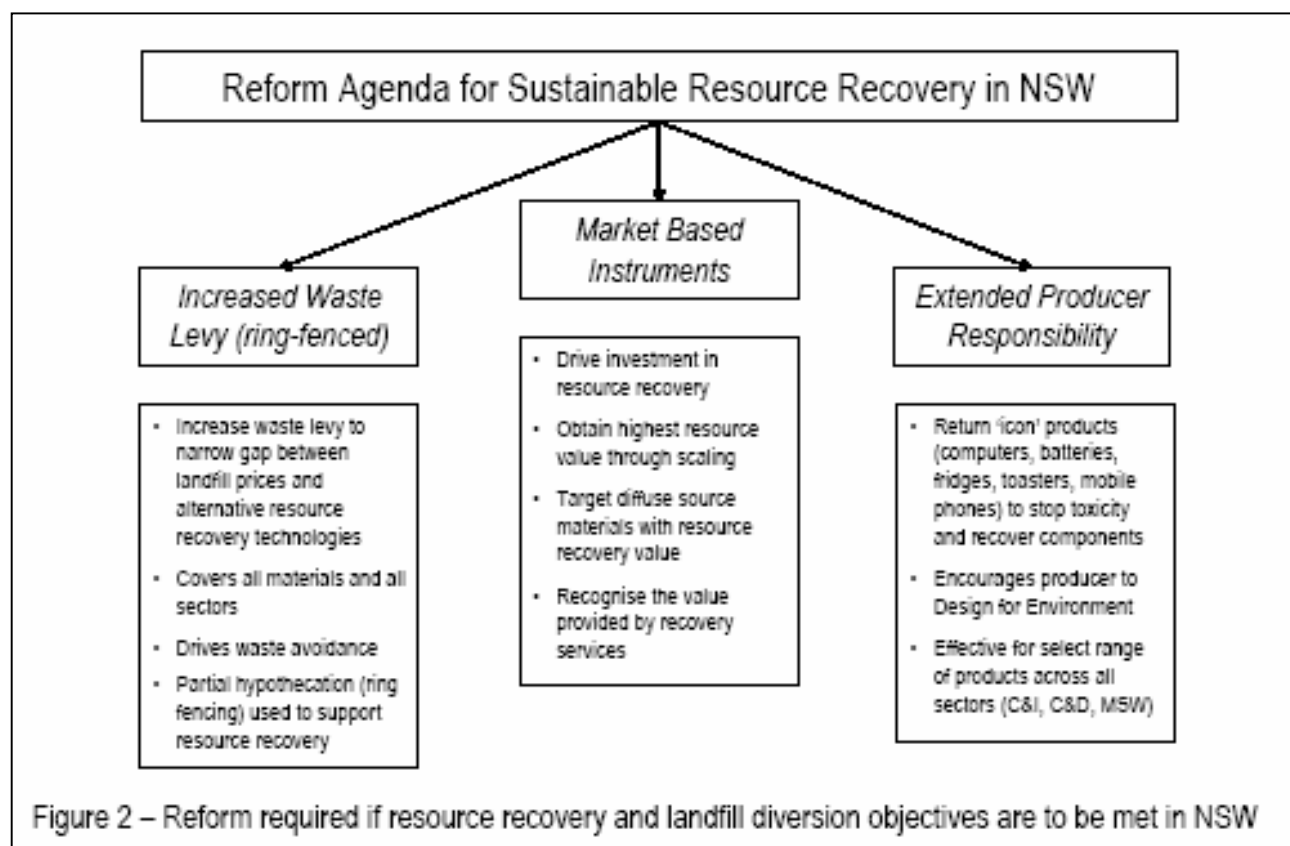 Reform Agenda for Sustainable Resource Recovery in NSW
Increased Waste
Levy (ring-fenced)
• Increase waste levy to
narrow gap between
landfill prices and
alternative resource
recovery technologies
• Covers all materials and all
sectors
• Drives waste avoidance
• Partial hypothecation (ring
fencing) used to support
resource recovery
Market Based
Instruments
• Drive investment in
resource recovery
• Obtain highest resource
value through scaling
• Target diffuse source
materials with resource
recovery value
• Recognise the value
provided by recovery
services
Extended Producer
Responsibility
• Return 'icon' products
(computers, batteries,
fridges, toasters, mobile
phones) to stop toxicity
and recover components
• Encourages producer to
Design for Environment
• Effective for select range
of products across all
sectors (C&I, C&D, MSW)
Figure 2 – Reform required if resource recovery and landfill diversion objectives are to be met in NSW